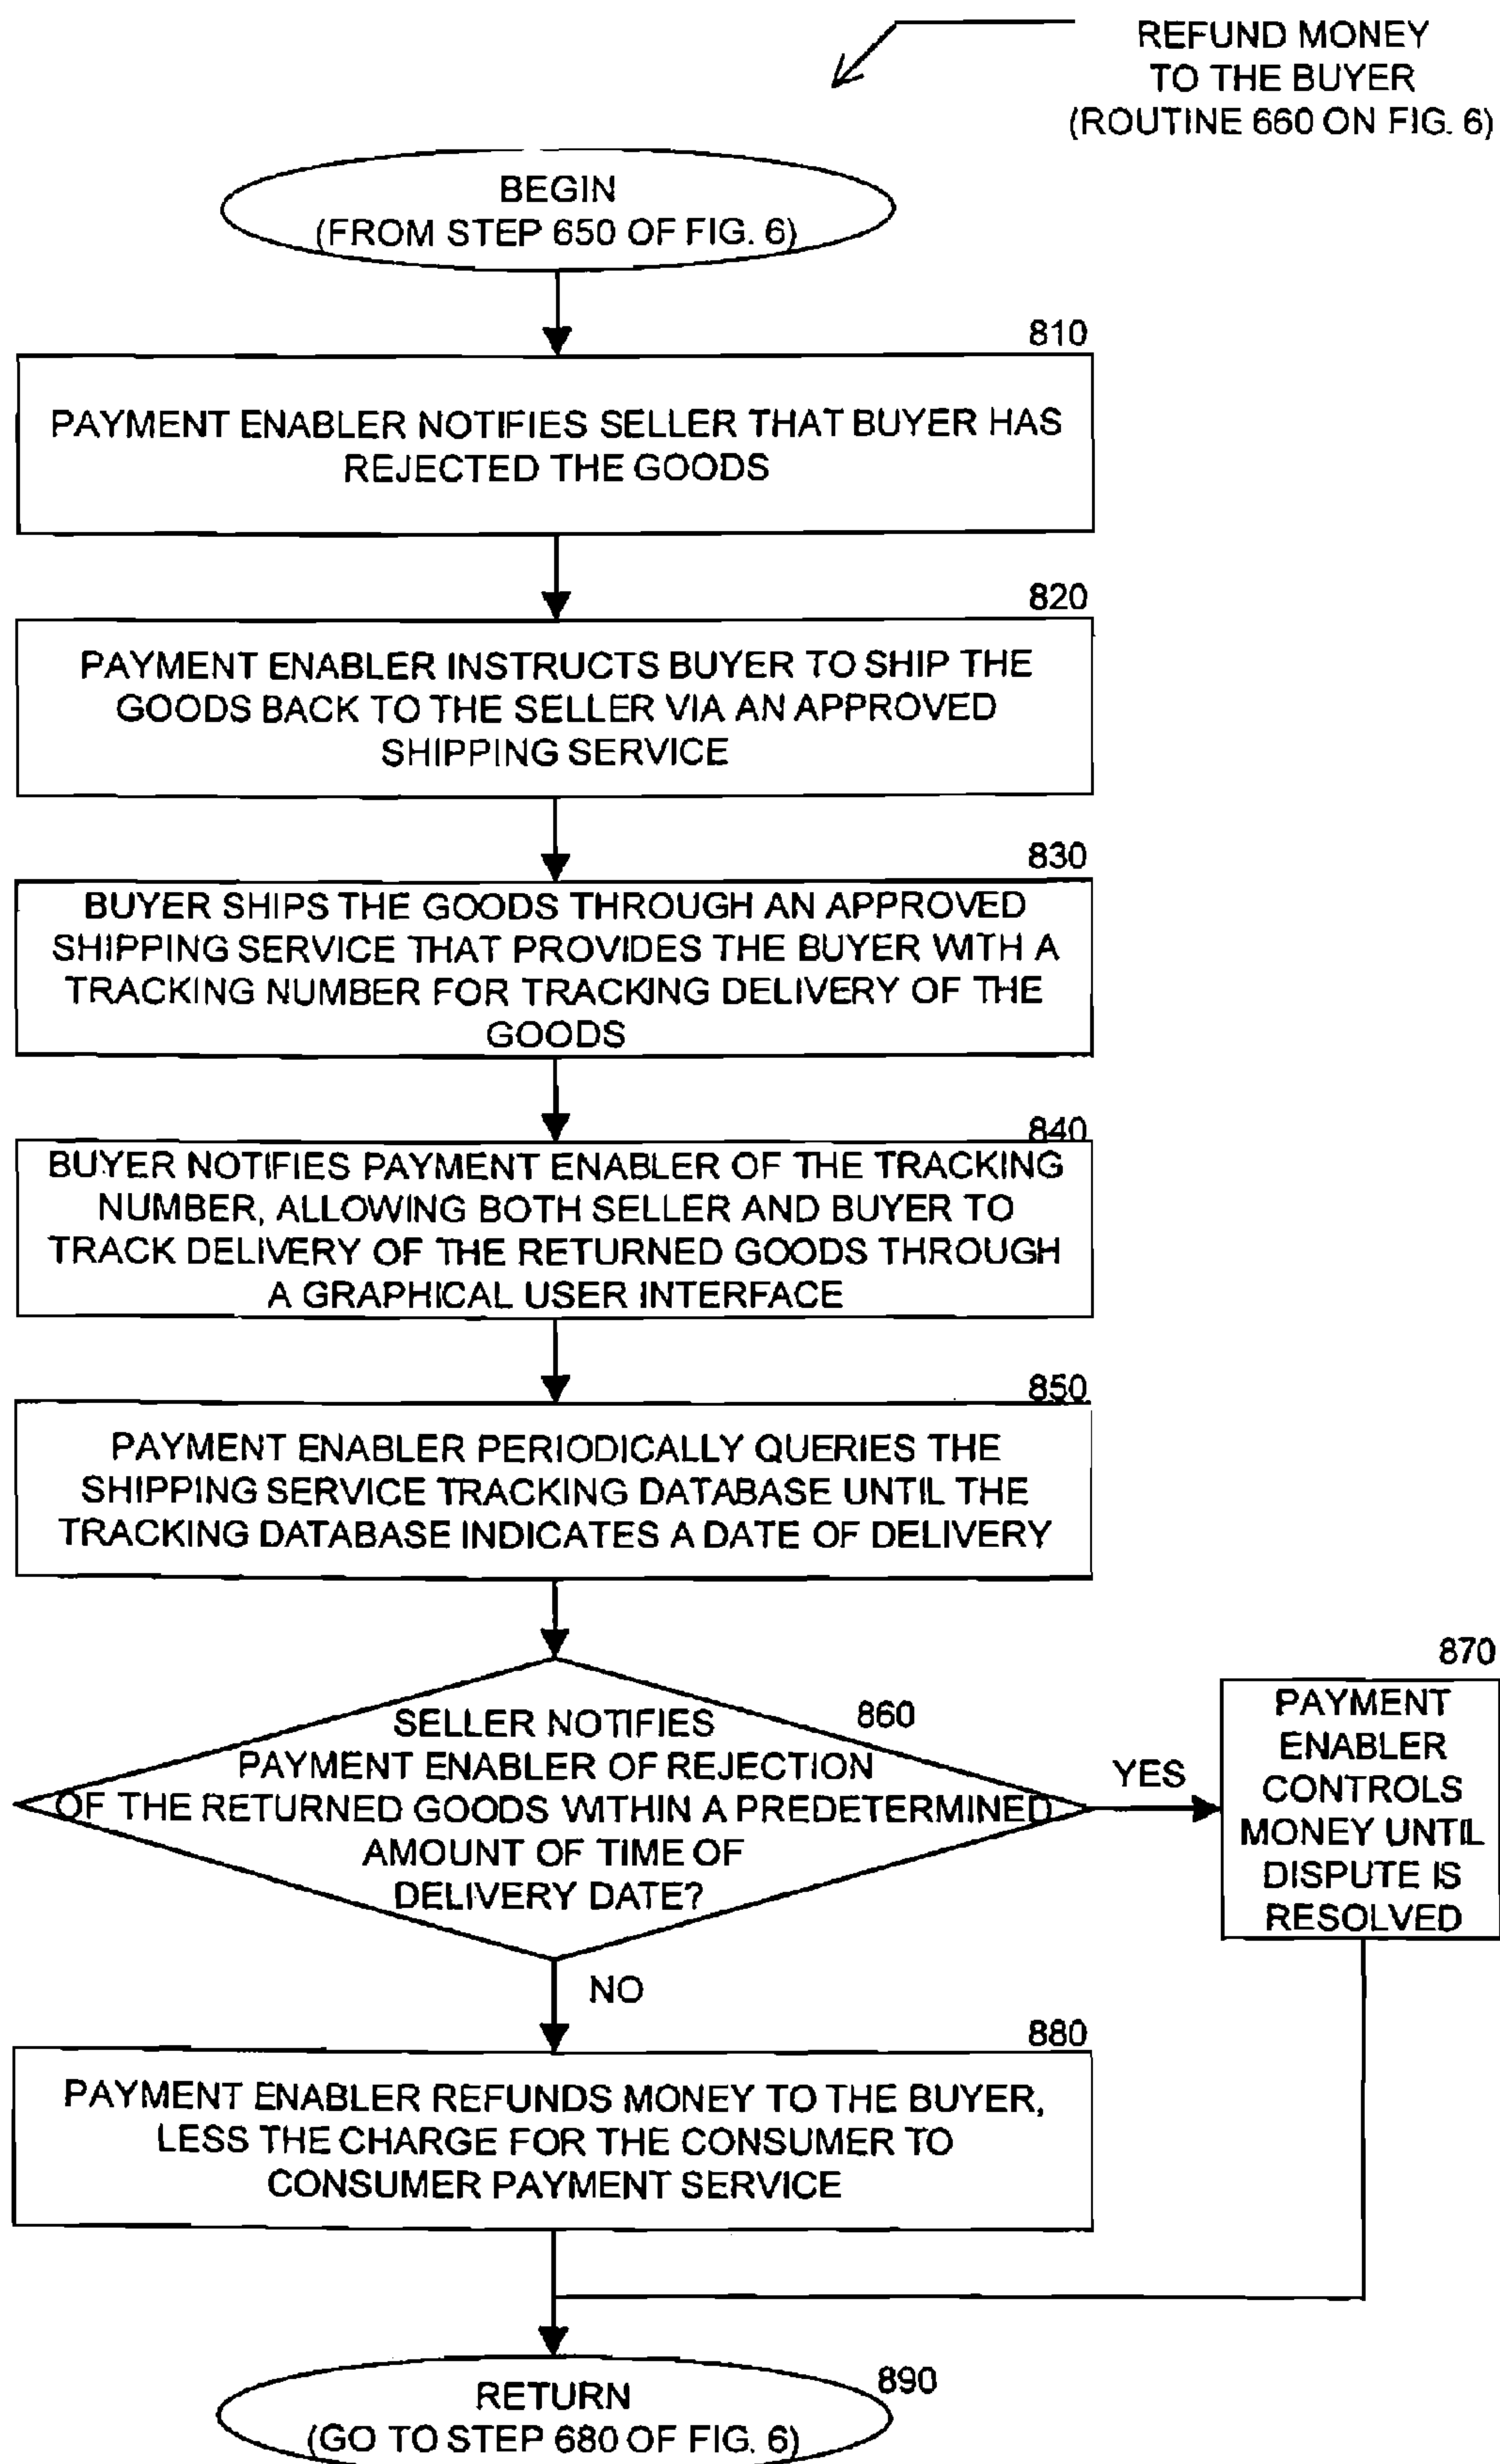 REFUND MONEY
TO THE BUYER
(ROUTINE 660 ON FIG. 6)
BEGIN
(FROM STEP 650 OF FIG. 6)
810
PAYMENT ENABLER NOTIFIES SELLER THAT BUYER HAS
REJECTED THE GOODS
820
PAYMENT ENABLER INSTRUCTS BUYER TO SHIP THE
GOODS BACK TO THE SELLER VIA AN APPROVED
SHIPPING SERVICE
830
BUYER SHIPS THE GOODS THROUGH AN APPROVED
SHIPPING SERVICE THAT PROVIDES THE BUYER WITH A
TRACKING NUMBER FOR TRACKING DELIVERY OF THE
GOODS
840
BUYER NOTIFIES PAYMENT ENABLER OF THE TRACKING
NUMBER, ALLOWING BOTH SELLER AND BUYER TO
TRACK DELIVERY OF THE RETURNED GOODS THROUGH
A GRAPHICAL USER INTERFACE
850
PAYMENT ENABLER PERIODICALLY QUERIES THE
SHIPPING SERVICE TRACKING DATABASE UNTIL THE
TRACKING DATABASE INDICATES A DATE OF DELIVERY
860
SELLER NOTIFIES
PAYMENT ENABLER OF REJECTION
OF THE RETURNED GOODS WITHIN A PREDETERMINED
AMOUNT OF TIME OF
DELIVERY DATE?
YES
870
PAYMENT
ENABLER
CONTROLS
MONEY UNTIL
DISPUTE IS
RESOLVED
NO
880
PAYMENT ENABLER REFUNDS MONEY TO THE BUYER,
LESS THE CHARGE FOR THE CONSUMER TO
CONSUMER PAYMENT SERVICE
890
RETURN
(GO TO STEP 680 OF FIG. 6)